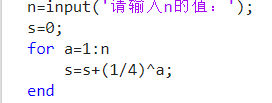 n=input('请输入n的值：');
s=0;
for a=1:n
s=s+(1/4)^a;
end